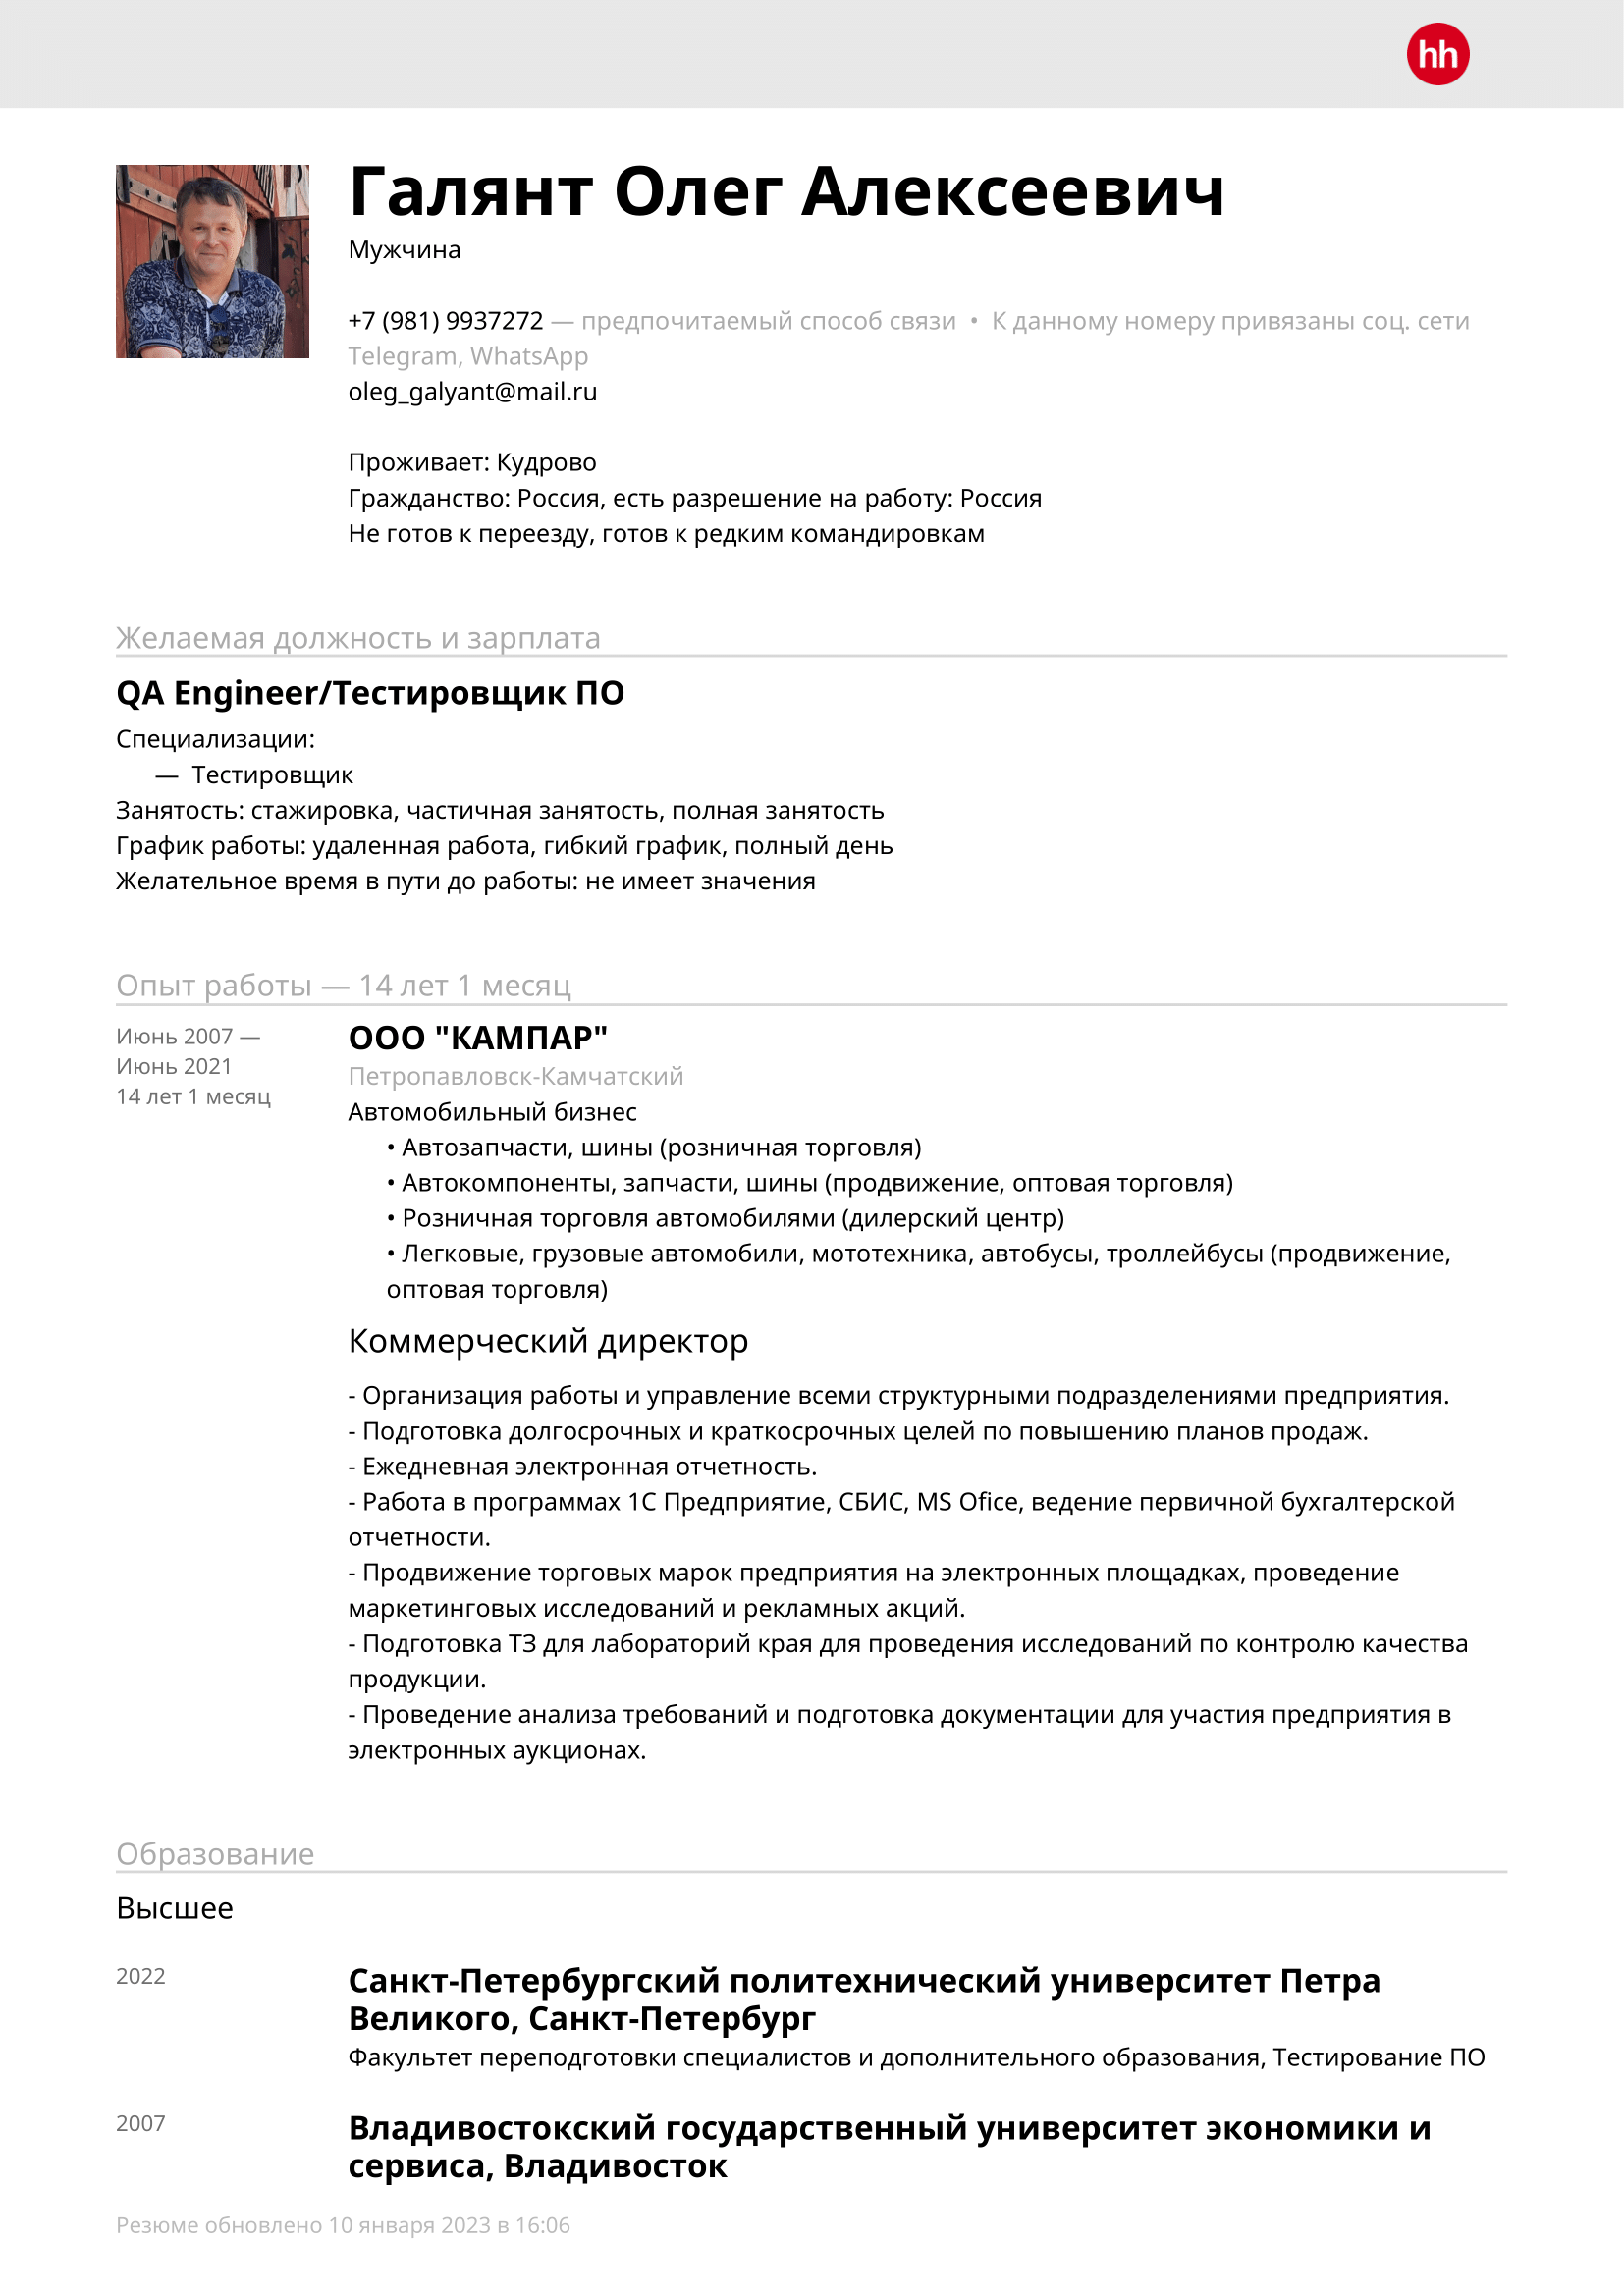 hh
Галянт Олег Алексеевич
Мужчина
+7 (981) 9937272 — предпочитаемый способ связи • К данному номеру привязаны соц. сети
Telegram, WhatsApp
oleg_galyant@mail.ru
Проживает: Кудрово
Гражданство: Россия, есть разрешение на работу: Россия
Не готов к переезду, готов к редким командировкам
Желаемая должность и зарплата
QA Engineer/Тестировщик ПО
Специализации:
— Тестировщик
Занятость: стажировка, частичная занятость, полная занятость
График работы: удаленная работа, гибкий график, полный день
Желательное время в пути до работы: не имеет значения
Опыт работы — 14 лет 1 месяц
Июнь 2007 —
Июнь 2021
14 лет 1 месяц
ООО "КАМПАР"
Петропавловск-Камчатский
Автомобильный бизнес
• Автозапчасти, шины (розничная торговля)
• Автокомпоненты, запчасти, шины (продвижение, оптовая торговля)
• Розничная торговля автомобилями (дилерский центр)
• Легковые, грузовые автомобили, мототехника, автобусы, троллейбусы (продвижение,
оптовая торговля)
Коммерческий директор
- Организация работы и управление всеми структурными подразделениями предприятия.
- Подготовка долгосрочных и краткосрочных целей по повышению планов продаж.
- Ежедневная электронная отчетность.
- Работа в программах 1С Предприятие, СБИС, MS Ofice, ведение первичной бухгалтерской
отчетности.
- Продвижение торговых марок предприятия на электронных площадках, проведение
маркетинговых исследований и рекламных акций.
- Подготовка ТЗ для лабораторий края для проведения исследований по контролю качества
продукции.
- Проведение анализа требований и подготовка документации для участия предприятия в
электронных аукционах.
Образование
Высшее
2022
Санкт-Петербургский политехнический университет Петра
Великого, Санкт-Петербург
Факультет переподготовки специалистов и дополнительного образования, Тестирование ПО
2007
Владивостокский государственный университет экономики и
сервиса, Владивосток
Резюме обновлено 10 января 2023 в 16:06